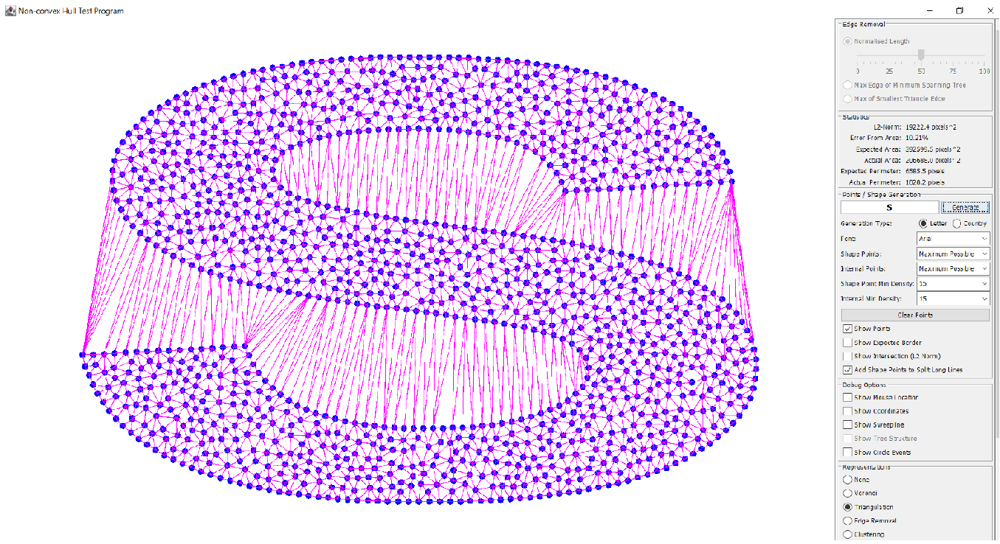 Non-convex Hull Test Program
Edge Removal
Normalised Length
0 25 50 75 100
Max Edge of Minimum Spanning Tree
Max of Smallest Triangle Edge
Statistics
L2-Norm: 19222.4 pixels^2
Error From Area: 10.21%
Expected Area: 392599.5 pixels^2
Actual Area: 206688.0 pixels^2
Expected Perimeter: 6585.5 pixels
Actual Perimeter: 1028.2 pixels
Points / Shape Generation
S Generate
Generation Type: Letter Country
Font: Arial
Shape Points: Maximum Possible
Internal Points: Maximum Possible
Shape Point Min Density: 15
Internal Min Density: 15
Clear Points
Show Points
Show Expected Border
Show Intersection (L2 Norm)
Add Shape Points to Split Long Lines
Debug Options
Show Mouse Location
Show Coordinates
Show Sweepline
Show Tree Structure
Show Circle Events
Representations
None
Voronoi
Triangulation
Edge Removal
Clustering